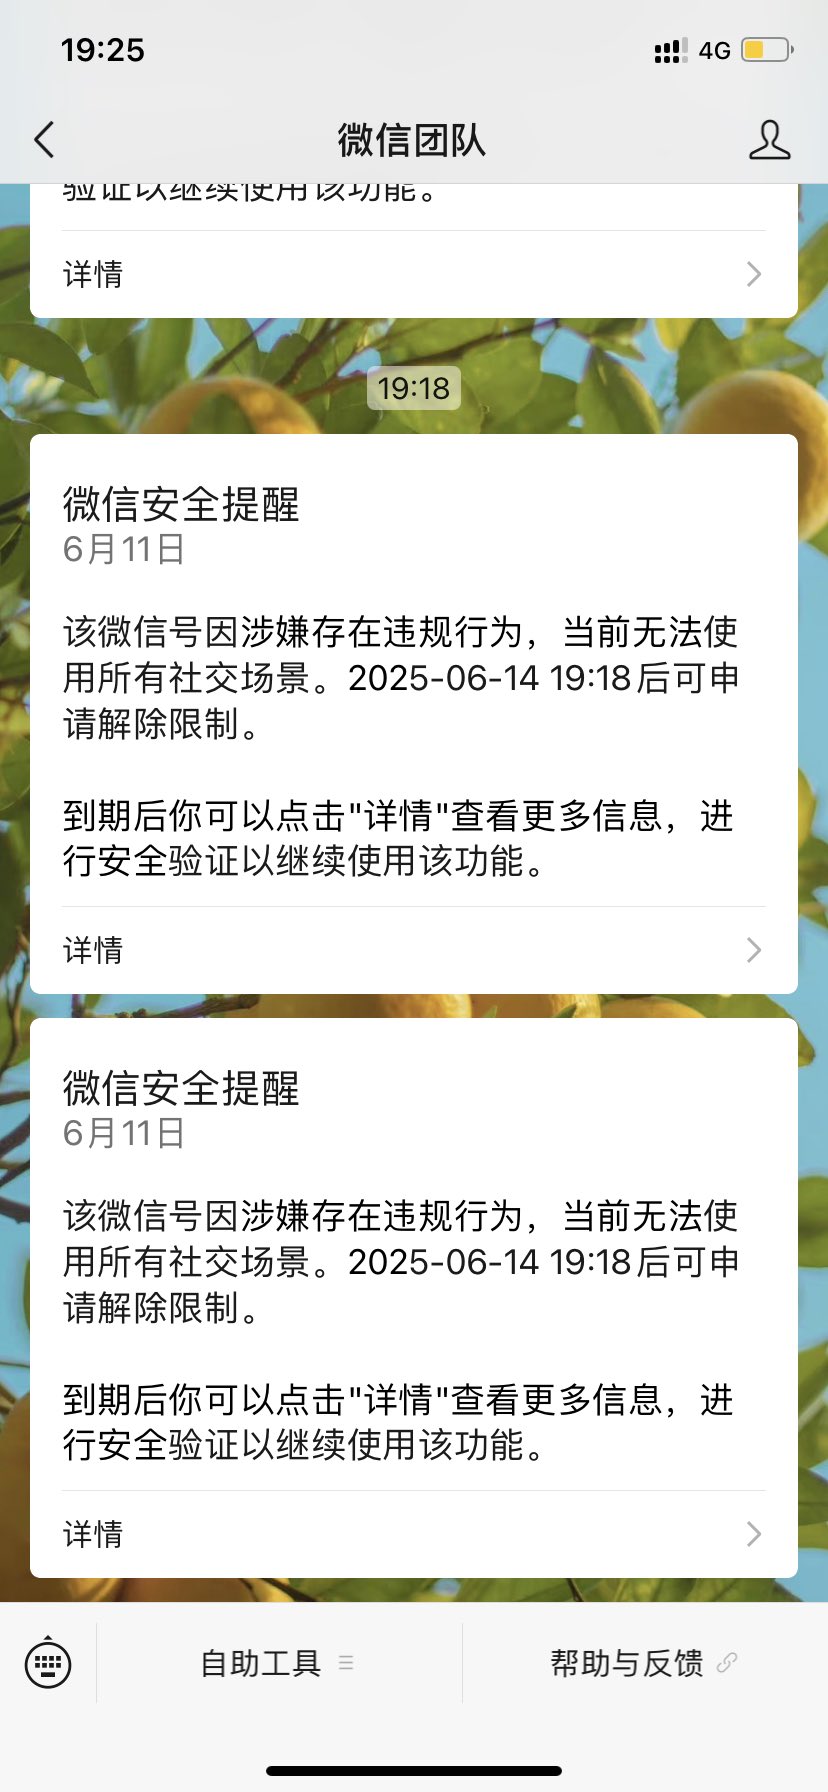 19:25
4G
微信团队
验证以继续使用该功能。
详情
19:18
微信安全提醒
6月11日
该微信号因涉嫌存在违规行为，当前无法使
用所有社交场景。2025-06-14 19:18后可申
请解除限制。
到期后你可以点击"详情"查看更多信息，进
行安全验证以继续使用该功能。
详情
微信安全提醒
6月11日
该微信号因涉嫌存在违规行为，当前无法使
用所有社交场景。2025-06-14 19:18后可申
请解除限制。
到期后你可以点击"详情"查看更多信息，进
行安全验证以继续使用该功能。
详情
自助工具
帮助与反馈